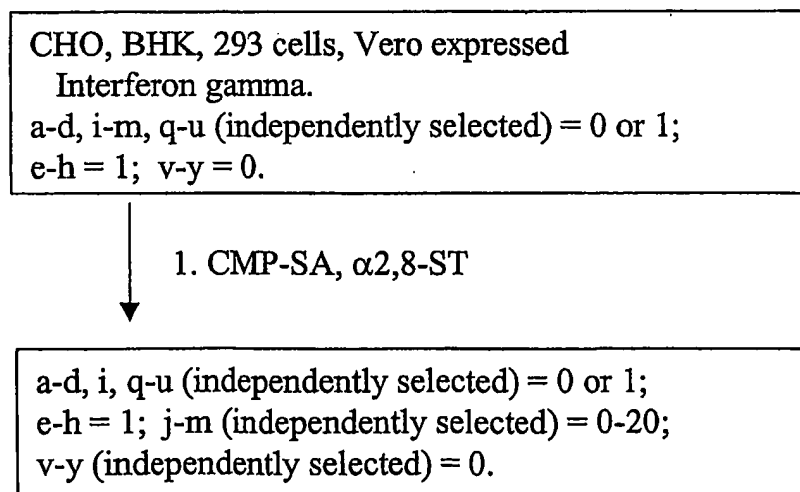 CHO, BHK, 293 cells, Vero expressed
Interferon gamma.
a-d, i-m, q-u (independently selected) = 0 or 1;
e-h = 1; v-y = 0.
1. CMP-SA, α2,8-ST
a-d, i, q-u (independently selected) = 0 or 1;
e-h = 1; j-m (independently selected) = 0-20;
v-y (independently selected) = 0.